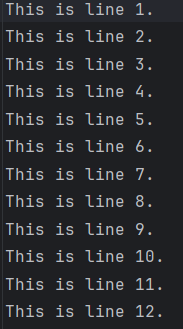 This is line 1.
This is line 2.
This is line 3.
This is line 4.
This is line 5.
This is line 6.
This is line 7.
This is line 8.
This is line 9.
This is line 10.
This is line 11.
This is line 12.